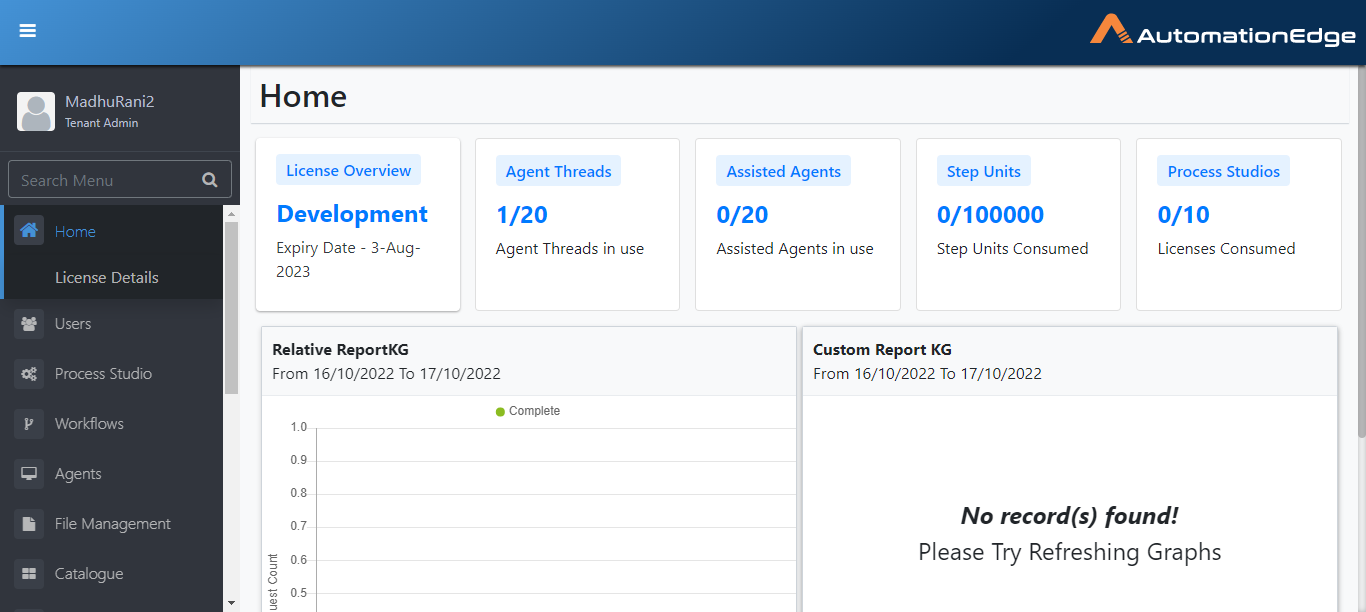 AutomationEdge
MadhuRani2
Tenant Admin
Search Menu
Home
License Details
Users
Process Studio
Workflows
Agents
File Management
Catalogue
Home
License Overview
Development
Expiry Date - 3-Aug-
2023
Agent Threads
1/20
Agent Threads in use
Assisted Agents
0/20
Assisted Agents in use
Step Units
0/100000
Step Units Consumed
Process Studios
0/10
Licenses Consumed
Relative ReportKG
From 16/10/2022 To 17/10/2022
Complete
1.0
0.9
0.8
0.7
0.6
0.5
uest Count
Custom Report KG
From 16/10/2022 To 17/10/2022
No record(s) found!
Please Try Refreshing Graphs